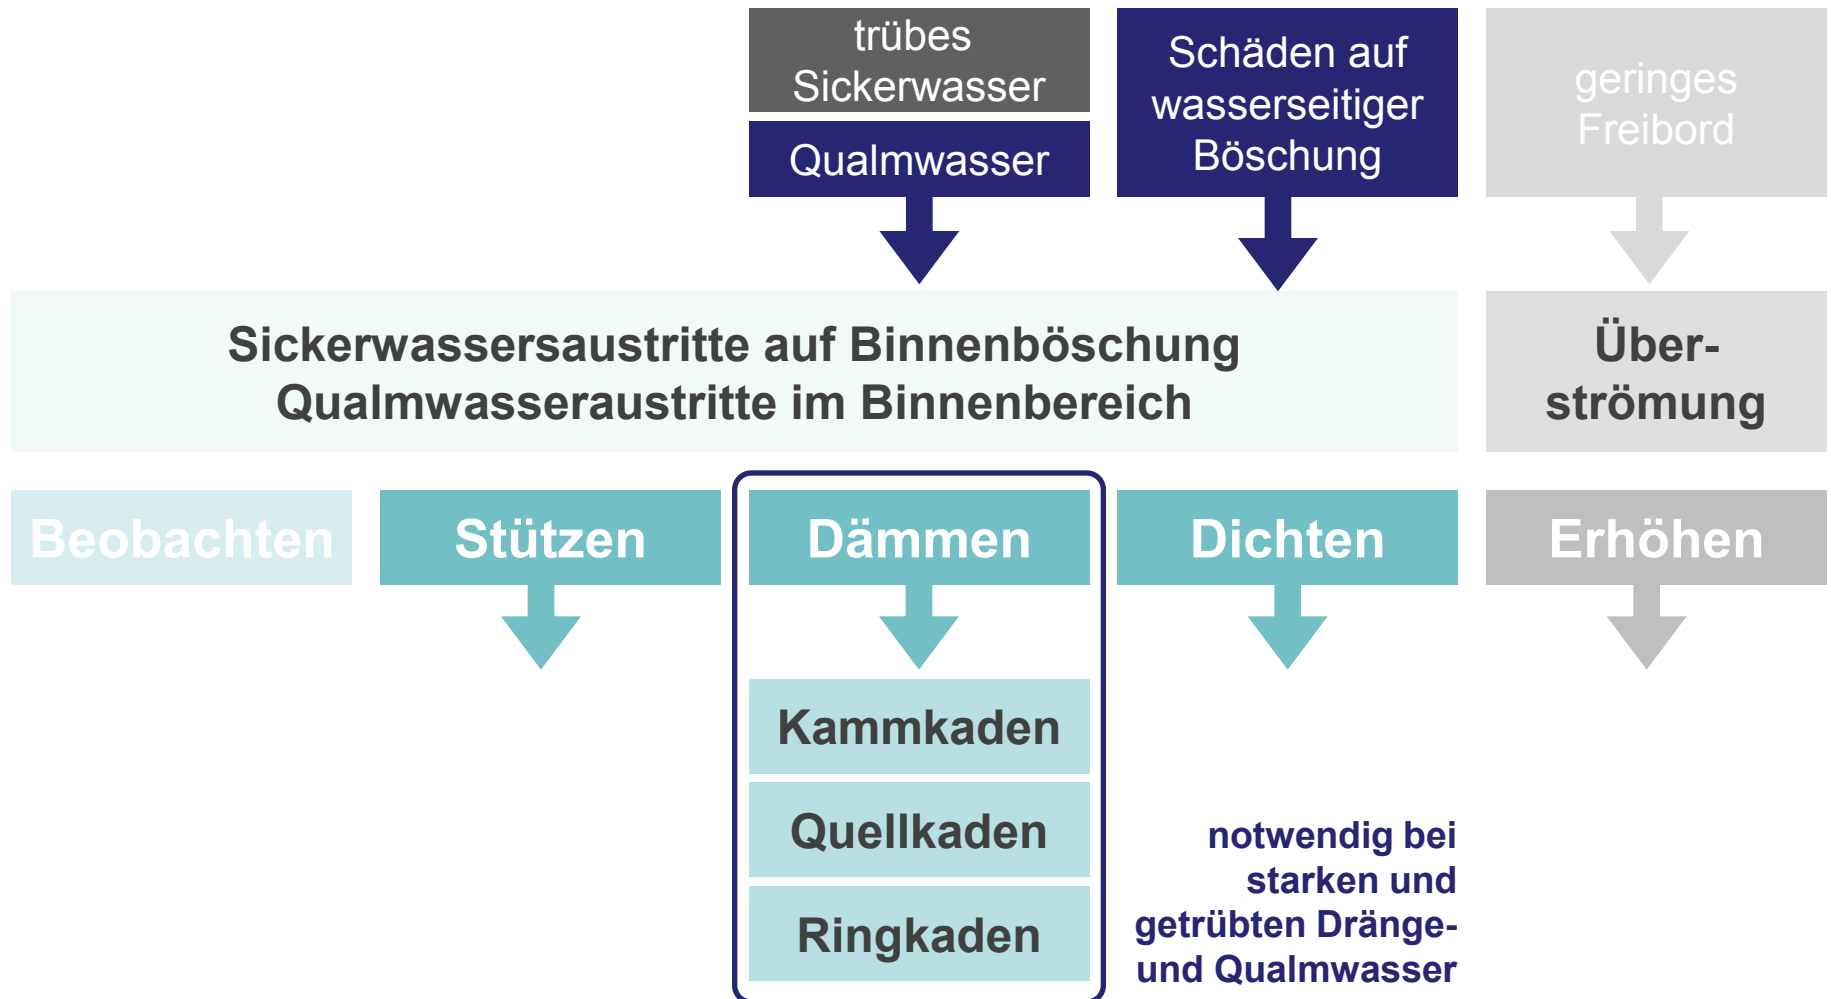 trübes
Sickerwasser
Qualmwasser
Schäden auf
wasserseitiger
Böschung
geringes
Freibord
Sickerwassersaustritte auf Binnenböschung
Qualmwasseraustritte im Binnenbereich
Über-
strömung
Beobachten
Stützen
Dämmen
Dichten
Erhöhen
Kammkaden
Quellkaden
Ringkaden
notwendig bei
starken und
getrübten Dränge-
und Qualmwasser